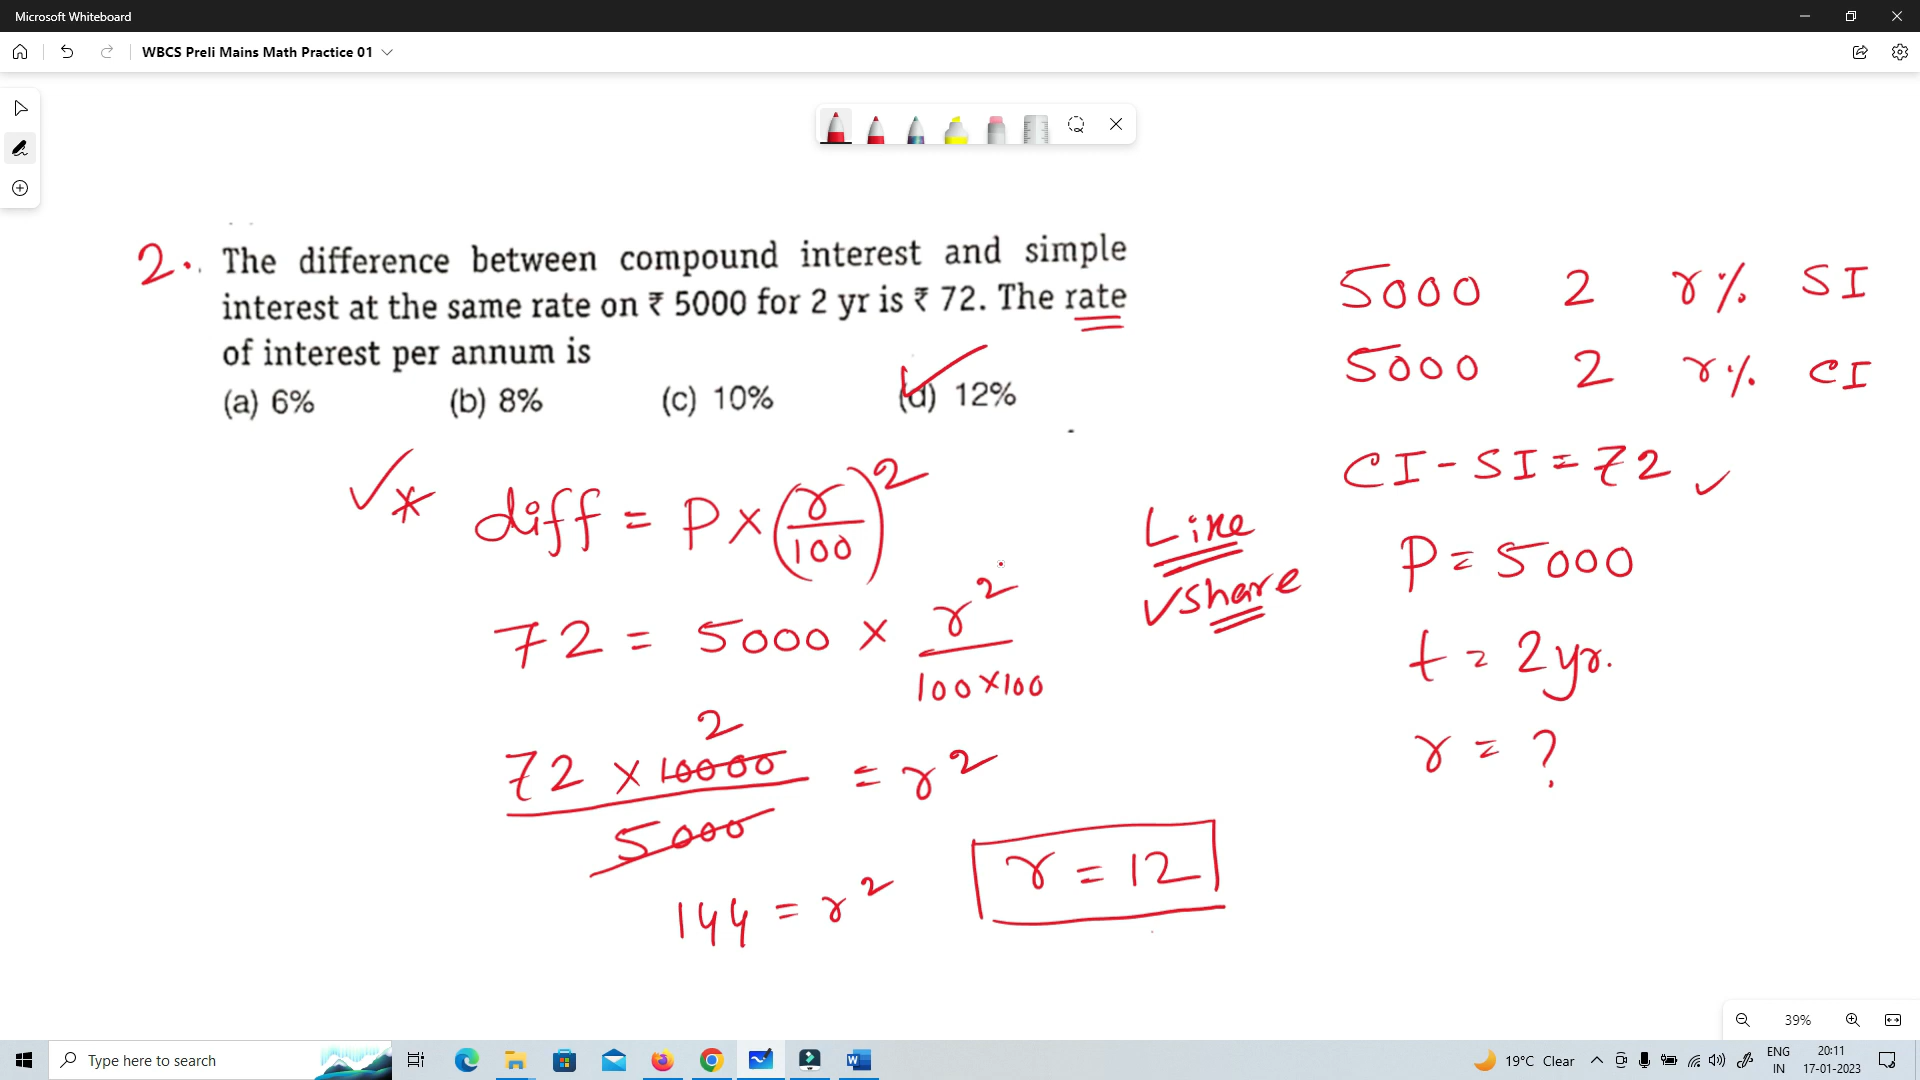 Microsoft Whiteboard
WBCS Preli Mains Math Practice 01
2. The difference between compound interest and simple
interest at the same rate on ₹ 5000 for 2 yr is ₹ 72. The rate
of interest per annum is
(a) 6% (b) 8% (c) 10% (d) 12%
diff = P × (r/100)²
72 = 5000 × r²/100×100
72 × 10000/5000 = r²
2
144 = r²
r = 12
Like
share
5000 2 r% SI
5000 2 r% CI
CI - SI = 72
P = 5000
t = 2yr.
r = ?
39%
Type here to search
19°C Clear
ENG
IN
20:11
17-01-2023